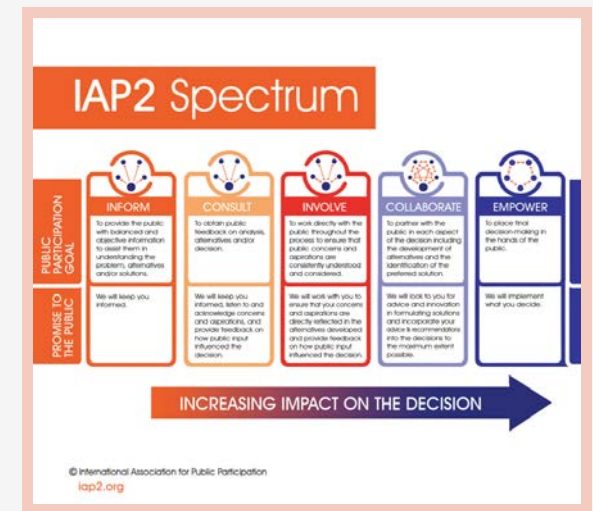 IAP2 Spectrum
PUBLIC
PARTICIPATION
GOAL
INFORM
To provide the public
with balanced and
objective information
to assist them in
understanding the
problem, alternatives
and/or solutions.
CONSULT
To obtain public
feedback on analysis,
alternatives and/or
decision.
INVOLVE
To work directly with the
public throughout the
process to ensure that
public concerns and
aspirations are
consistently understood
and considered.
COLLABORATE
To partner with the
public in each aspect
of the decision including
the development of
alternatives and the
identification of the
preferred solution.
EMPOWER
To place final
decision-making in
the hands of the
public.
PROMISE TO
THE PUBLIC
We will keep you
informed.
We will keep you
informed, listen to and
acknowledge concerns
and aspirations, and
provide feedback on
how public input
influenced the
decision.
We will work with you to
ensure that your concerns
and aspirations are
directly reflected in the
alternatives developed
and provide feedback
on how public input
influenced the decision.
We will look to you for
advice and innovation
in formulating solutions
and incorporate your
advice & recommendations
into the decisions to
the maximum extent
possible.
We will implement
what you decide.
INCREASING IMPACT ON THE DECISION
© International Association for Public Participation
iap2.org